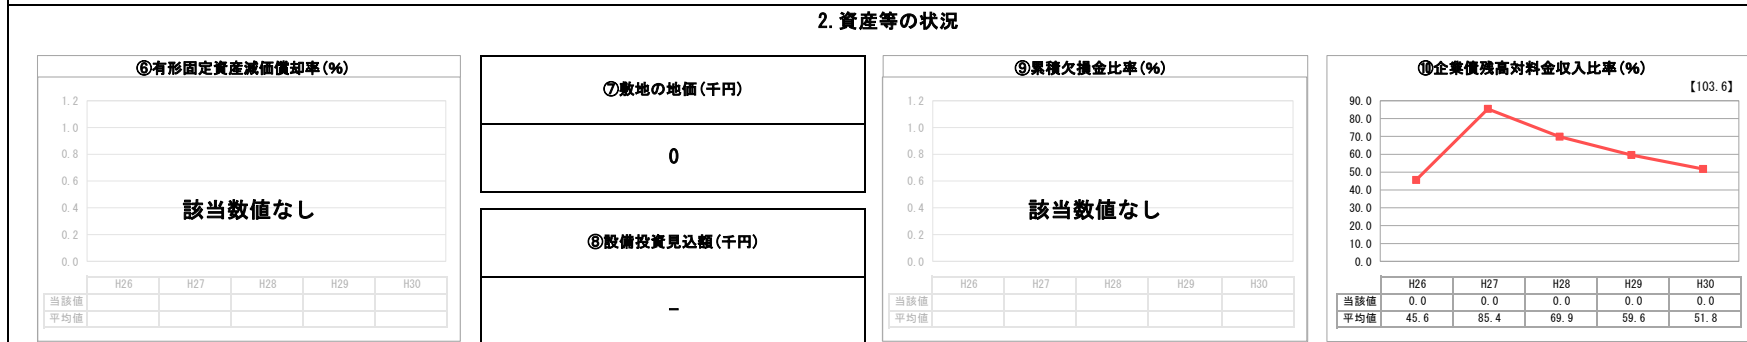 2.資産等の状況
⑥有形固定資産減価償却率(%)
1.2
1.0
0.8
0.6
0.4
0.2
0.0
該当数値なし
H26 H27 H28 H29 H30
当該値
平均値
⑦敷地の地価(千円)
0
⑧設備投資見込額(千円)
－
⑨累積欠損金比率(%)
1.2
1.0
0.8
0.6
0.4
0.2
0.0
該当数値なし
H26 H27 H28 H29 H30
当該値
平均値
⑩企業債残高対料金収入比率(%)
【103.6】
90.0
80.0
70.0
60.0
50.0
40.0
30.0
20.0
10.0
0.0
H26 H27 H28 H29 H30
当該値 0.0 0.0 0.0 0.0 0.0
平均値 45.6 85.4 69.9 59.6 51.8